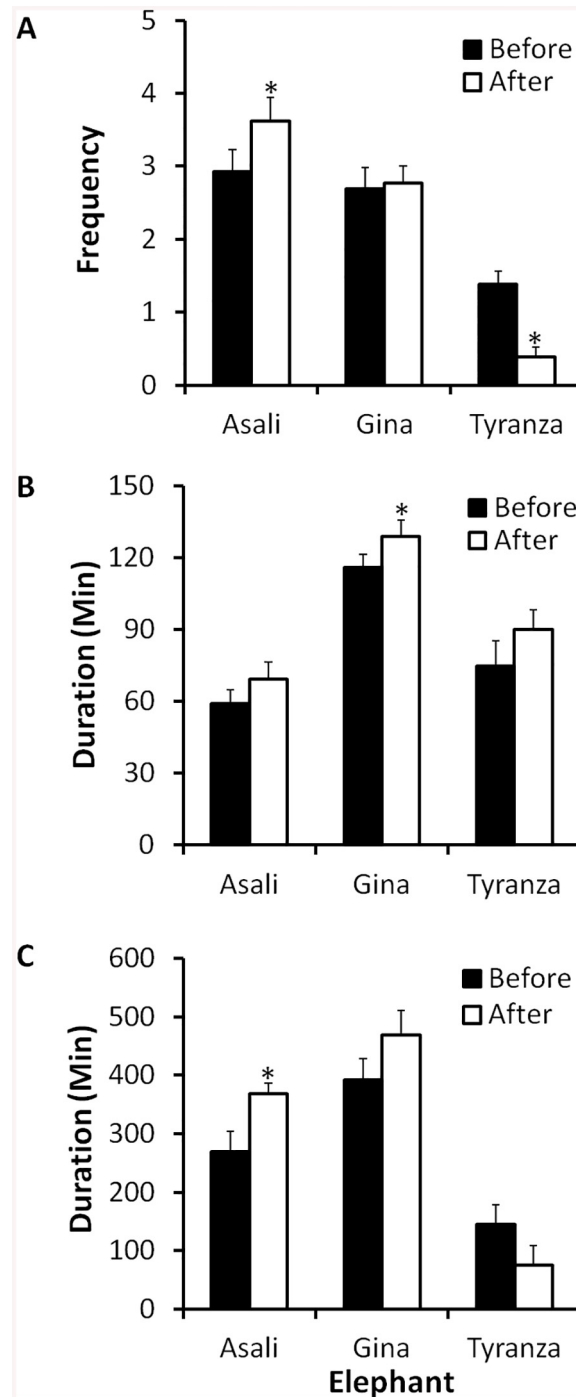 A
5
4
3
2
1
0
Frequency
Before
After
*
*
Asali Gina Tyranza
B
150
120
90
60
30
0
Duration (Min)
Before
After
*
Asali Gina Tyranza
C
600
500
400
300
200
100
0
Duration (Min)
Before
After
*
Asali Gina Tyranza
Elephant